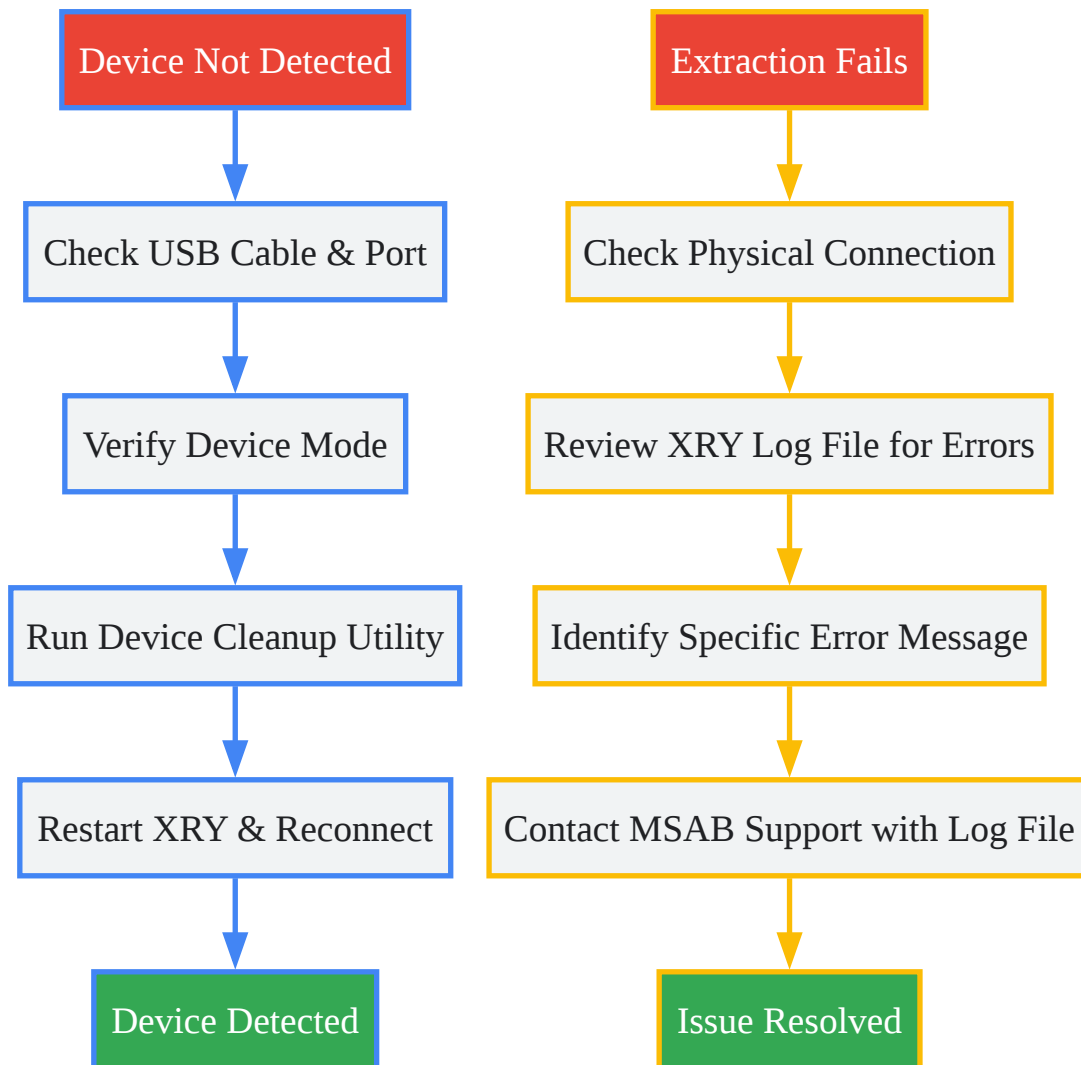 Device Not Detected
Check USB Cable & Port
Verify Device Mode
Run Device Cleanup Utility
Restart XRY & Reconnect
Device Detected
Extraction Fails
Check Physical Connection
Review XRY Log File for Errors
Identify Specific Error Message
Contact MSAB Support with Log File
Issue Resolved